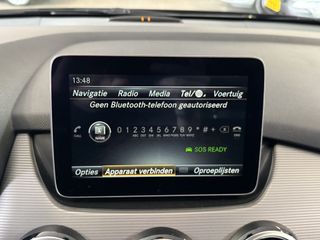 13:48
Navigatie Radio Media Tel/ Voertuig
Geen Bluetooth-telefoon geautoriseerd
0 1 2 3 4 5 6 7 8 9 * # +
SOS READY
Opties Apparaat verbinden Oproeplijsten